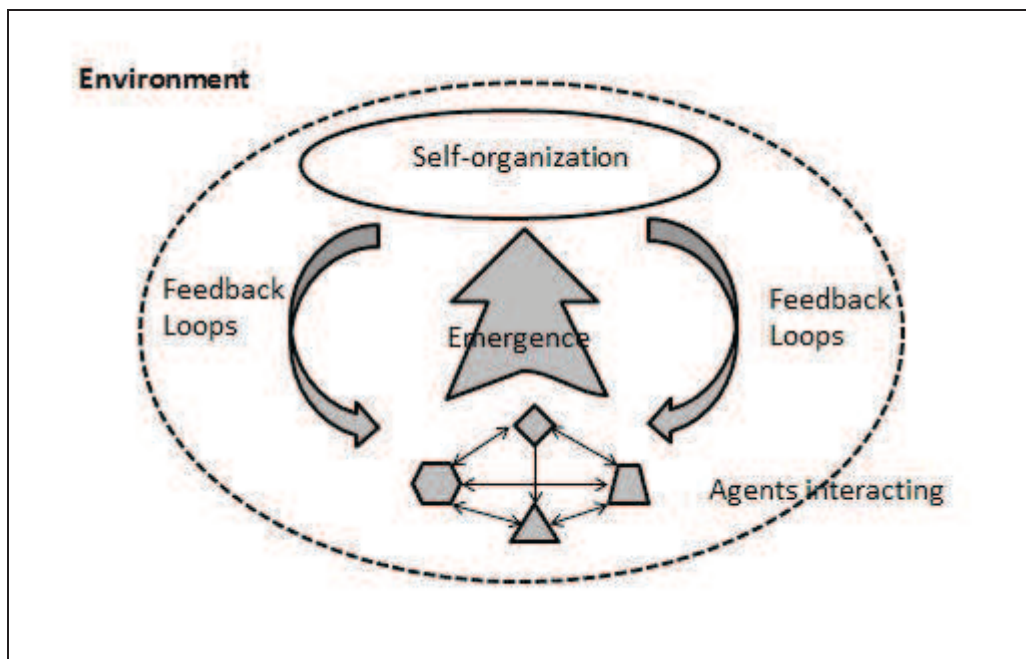 Environment
Self-organization
Feedback
Loops
Feedback
Loops
Emergence
Agents interacting